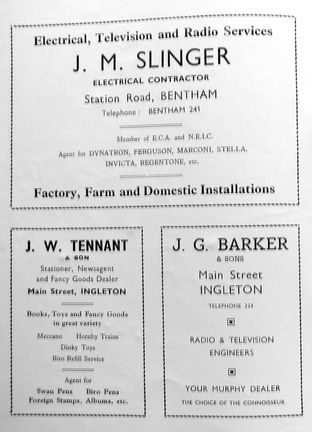 Electrical, Television and Radio Services
J. M. SLINGER
ELECTRICAL CONTRACTOR
Station Road, BENTHAM
Telephone : BENTHAM 241
Member of E.C.A. and N.E.I.C.
Agent for DYNATRON, FERGUSON, MARCONI, STELLA,
INVICTA, REGENTONE, etc.
Factory, Farm and Domestic Installations
J. W. TENNANT
& SON
Stationer, Newsagent
and Fancy Goods Dealer
Main Street, INGLETON
Books, Toys and Fancy Goods
in great variety
Meccano Hornby Trains
Dinky Toys
Biro Refill Service
Agent for
Swan Pens Biro Pens
Foreign Stamps, Albums, etc.
J. G. BARKER
& SONS
Main Street
INGLETON
TELEPHONE 224
RADIO & TELEVISION
ENGINEERS
YOUR MURPHY DEALER
THE CHOICE OF THE CONNOISSEUR